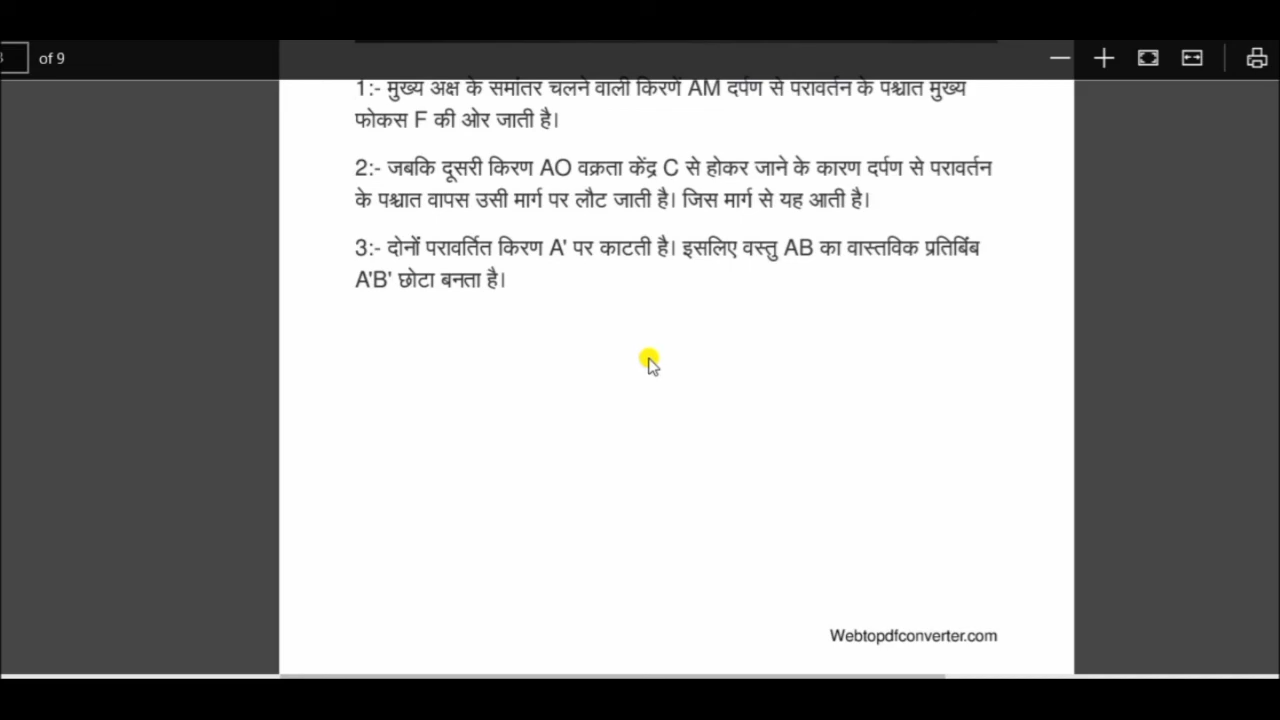 of 9
1:- मुख्य अक्ष के समांतर चलने वाली किरणें AM दर्पण से परावर्तन के पश्चात मुख्य
फोकस F की ओर जाती है।
2:- जबकि दूसरी किरण AO वक्रता केंद्र C से होकर जाने के कारण दर्पण से परावर्तन
के पश्चात वापस उसी मार्ग पर लौट जाती है। जिस मार्ग से यह आती है।
3:- दोनों परावर्तित किरण A' पर काटती है। इसलिए वस्तु AB का वास्तविक प्रतिबिंब
A'B' छोटा बनता है।
Webtopdfconverter.com